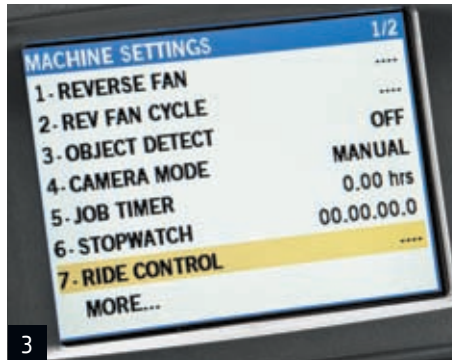 MACHINE SETTINGS 1/2
1-REVERSE FAN ....
2-REV FAN CYCLE ....
3-OBJECT DETECT OFF
4-CAMERA MODE MANUAL
5-JOB TIMER 0.00 hrs
6-STOPWATCH 00.00.00.0
7-RIDE CONTROL ....
MORE...
3